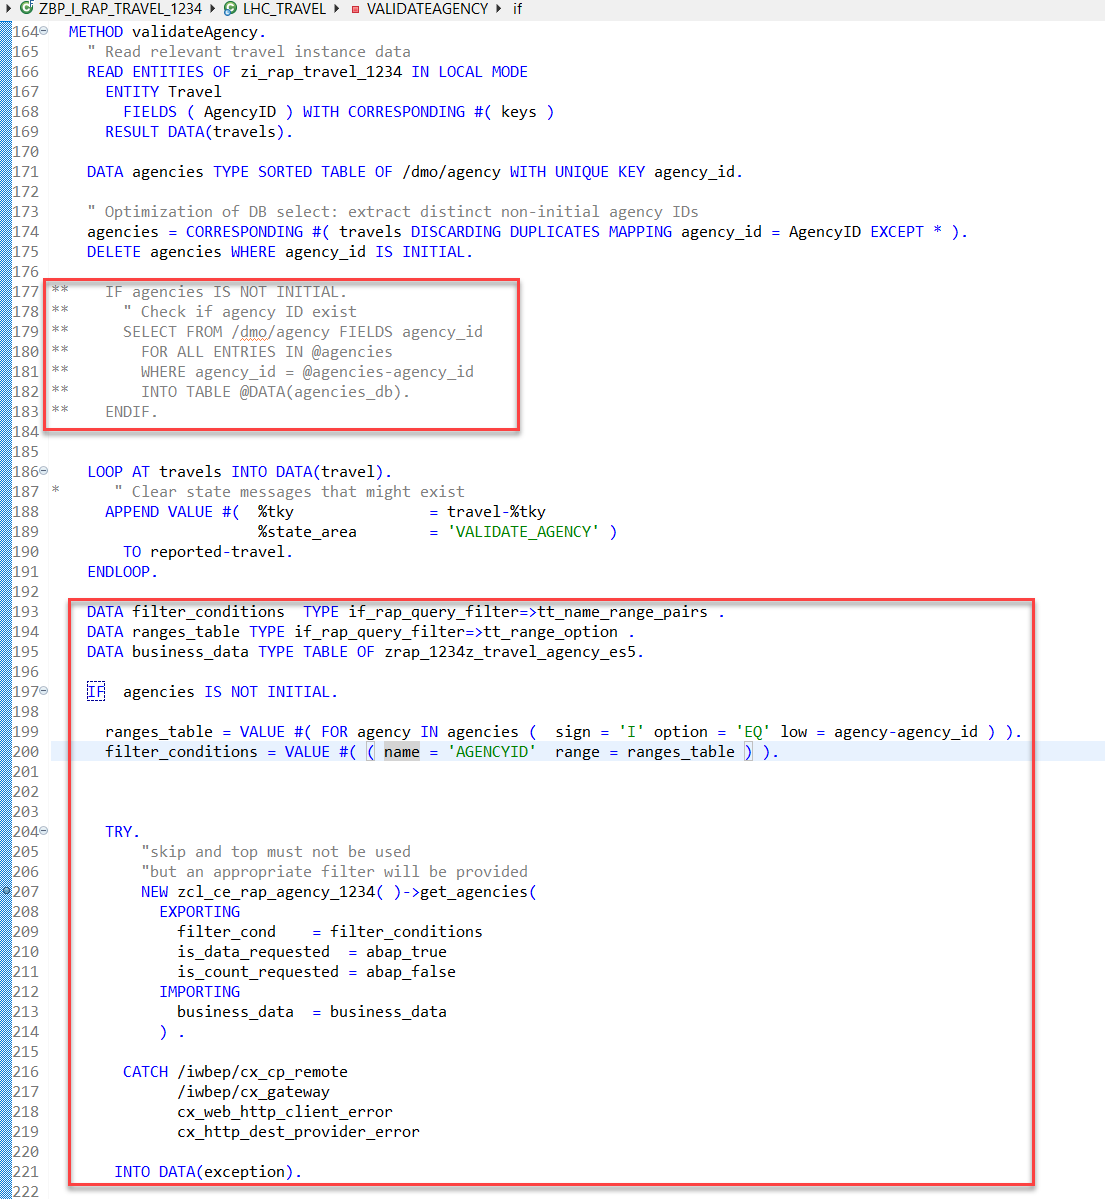 ZBP_I_RAP_TRAVEL_1234 LHC_TRAVEL VALIDATEAGENCY if
164 METHOD validateAgency.
165 " Read relevant travel instance data
166 READ ENTITIES OF zi_rap_travel_1234 IN LOCAL MODE
167 ENTITY Travel
168 FIELDS ( AgencyID ) WITH CORRESPONDING #( keys )
169 RESULT DATA(travels).
170
171 DATA agencies TYPE SORTED TABLE OF /dmo/agency WITH UNIQUE KEY agency_id.
172
173 " Optimization of DB select: extract distinct non-initial agency IDs
174 agencies = CORRESPONDING #( travels DISCARDING DUPLICATES MAPPING agency_id = AgencyID EXCEPT * ).
175 DELETE agencies WHERE agency_id IS INITIAL.
176
177 ** IF agencies IS NOT INITIAL.
178 ** " Check if agency ID exist
179 ** SELECT FROM /dmo/agency FIELDS agency_id
180 ** FOR ALL ENTRIES IN @agencies
181 ** WHERE agency_id = @agencies-agency_id
182 ** INTO TABLE @DATA(agencies_db).
183 ** ENDIF.
184
185
186 LOOP AT travels INTO DATA(travel).
187 * " Clear state messages that might exist
188 APPEND VALUE #( %tky = travel-%tky
189 %state_area = 'VALIDATE_AGENCY' )
190 TO reported-travel.
191 ENDLOOP.
192
193 DATA filter_conditions TYPE if_rap_query_filter=>tt_name_range_pairs .
194 DATA ranges_table TYPE if_rap_query_filter=>tt_range_option .
195 DATA business_data TYPE TABLE OF zrap_1234z_travel_agency_es5.
196
197 IF agencies IS NOT INITIAL.
198
199 ranges_table = VALUE #( FOR agency IN agencies ( sign = 'I' option = 'EQ' low = agency-agency_id ) ).
200 filter_conditions = VALUE #( ( name = 'AGENCYID' range = ranges_table ) ).
201
202
203
204 TRY.
205 "skip and top must not be used
206 "but an appropriate filter will be provided
207 NEW zcl_ce_rap_agency_1234( )->get_agencies(
208 EXPORTING
209 filter_cond = filter_conditions
210 is_data_requested = abap_true
211 is_count_requested = abap_false
212 IMPORTING
213 business_data = business_data
214 ) .
215
216 CATCH /iwbep/cx_cp_remote
217 /iwbep/cx_gateway
218 cx_web_http_client_error
219 cx_http_dest_provider_error
220
221 INTO DATA(exception).
222